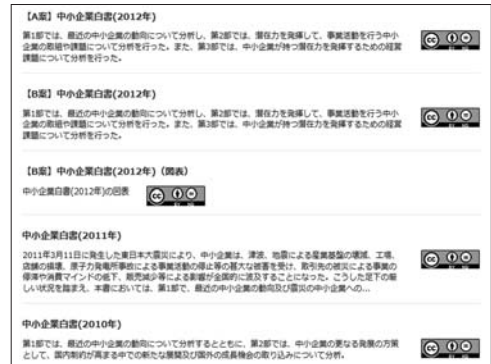 【A案】中小企業白書(2012年)
第1部では、最近の中小企業の動向について分析し、第2部では、潜在力を発揮して、事業活動を行う中小
企業の取組や課題について分析を行った。また、第3部では、中小企業が持つ潜在力を発揮するための経営
課題について分析を行った。
【B案】中小企業白書(2012年)
第1部では、最近の中小企業の動向について分析し、第2部では、潜在力を発揮して、事業活動を行う中小
企業の取組や課題について分析を行った。また、第3部では、中小企業が持つ潜在力を発揮するための経営
課題について分析を行った。
【B案】中小企業白書(2012年)(図表)
中小企業白書(2012年)の図表
中小企業白書(2011年)
2011年3月11日に発生した東日本大震災により、中小企業は、津波、地震による産業基盤の壊滅、工場、
店舗の損壊、原子力発電所事故による事業活動の停止等の甚大な被害を受け、取引先の被災による事業の
停滞や消費マインドの低下、販売減少等による影響が全国的に波及することになった。こうした足下の厳
しい状況を踏まえ、本書においては、第1部で、最近の中小企業の動向及び震災の中小企業への...
中小企業白書(2010年)
第1部では、最近の中小企業の動向について分析するとともに、第2部では、中小企業の更なる発展の方策
として、国内制約が高まる中での新たな展開及び国外の成長機会の取り込みについて分析。